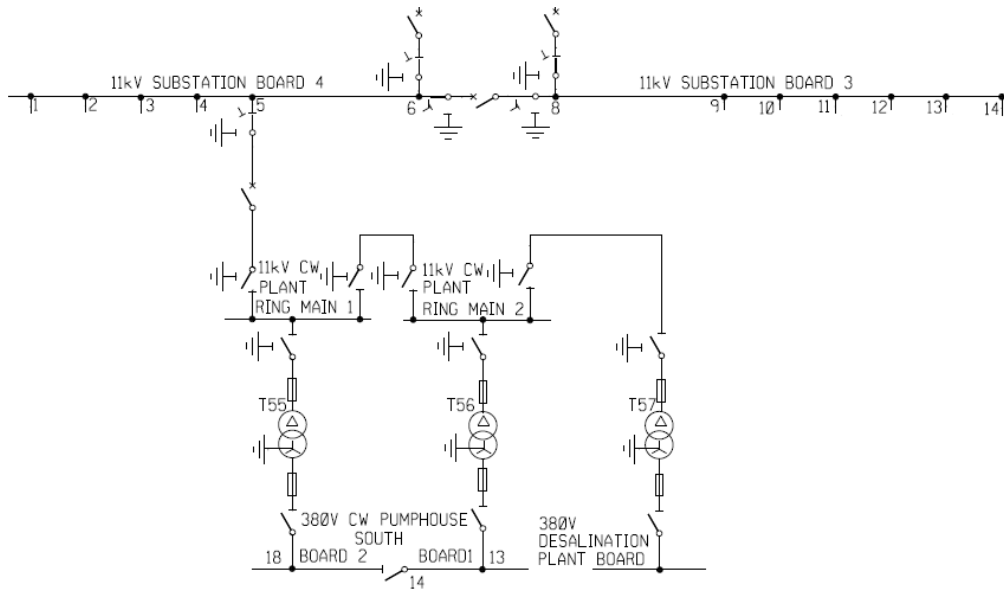 11kV SUBSTATION BOARD 4
11kV SUBSTATION BOARD 3
1
2
3
4
5
6
8
9
10
11
12
13
14
11kV CW
PLANT
RING MAIN 1
11kV CW
PLANT
RING MAIN 2
T55
T56
T57
380V CW PUMPHOUSE
SOUTH
18
BOARD 2
BOARD1
13
14
380V
DESALINATION
PLANT BOARD